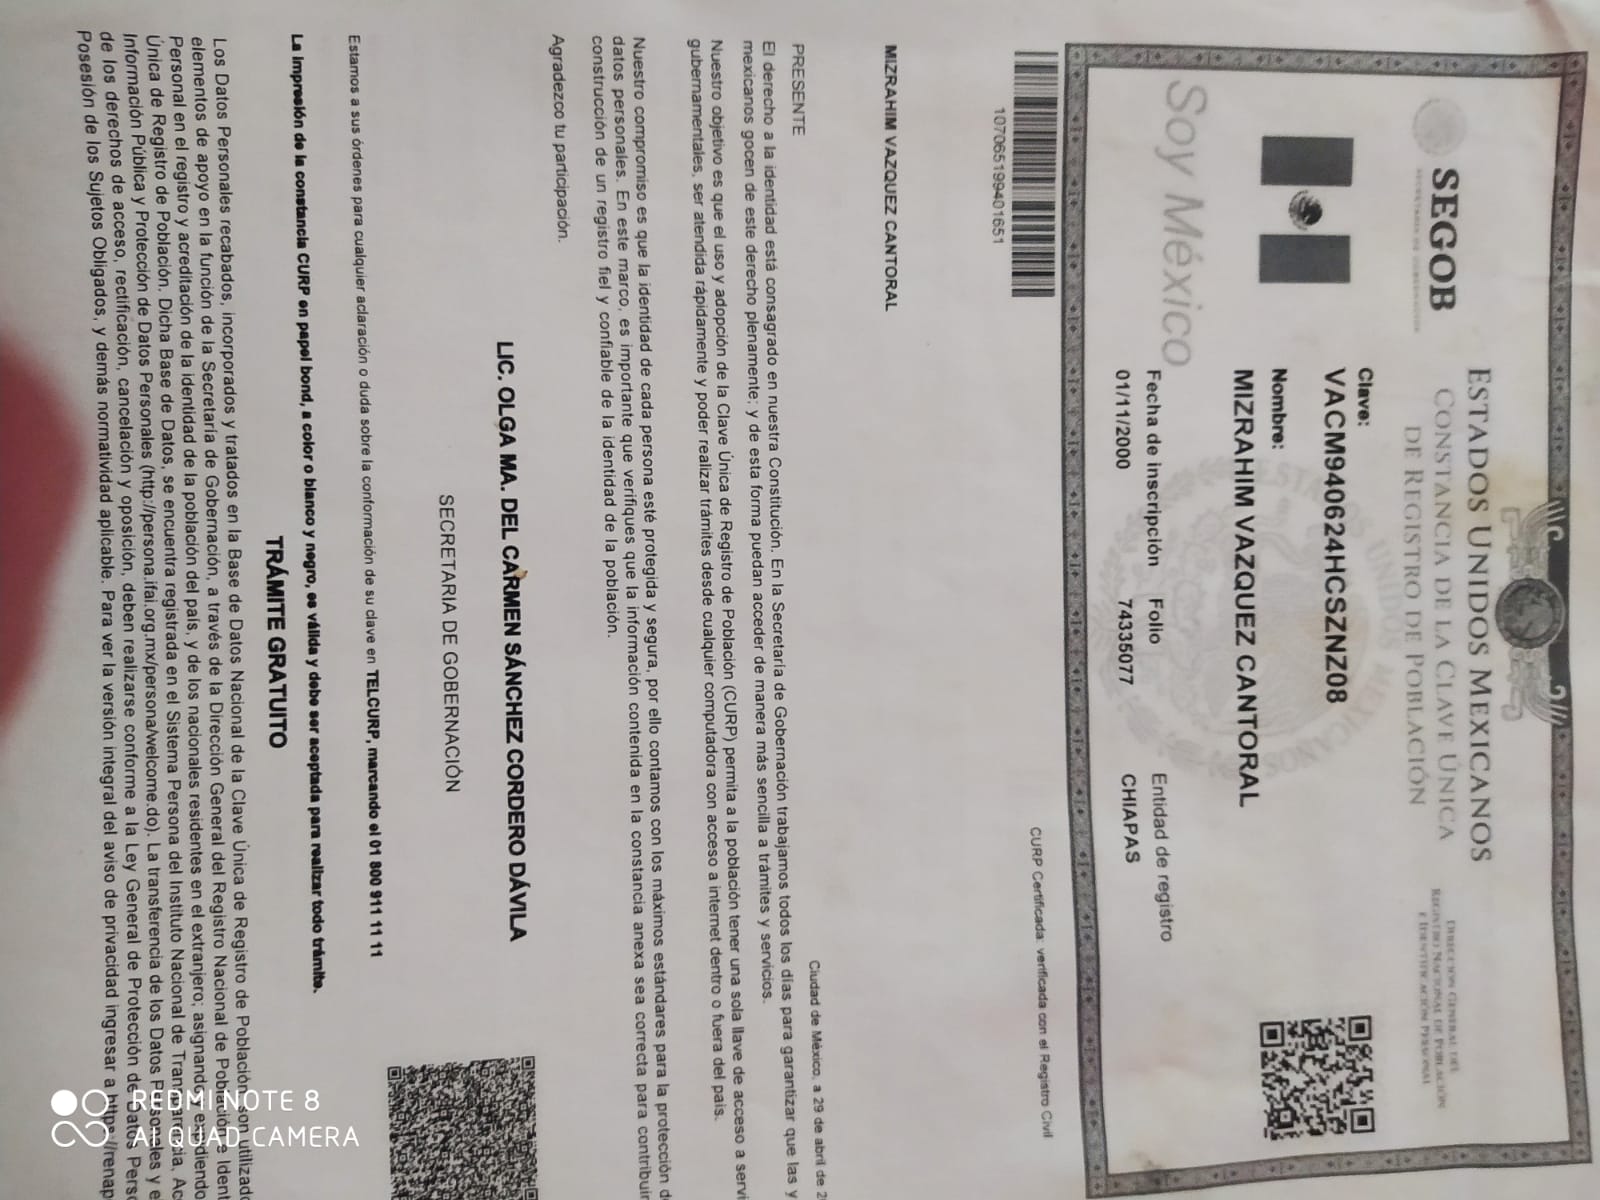 ESTADOS UNIDOS MEXICANOS
CONSTANCIA DE LA CLAVE ÚNICA
DE REGISTRO DE POBLACIÓN
SEGOB
SECRETARÍA DE GOBERNACIÓN
DIRECCIÓN GENERAL DEL
REGISTRO NACIONAL DE POBLACIÓN
E IDENTIFICACIÓN PERSONAL
Clave:
VACM940624HCSZNZ08
Nombre:
MIZRAHIM VAZQUEZ CANTORAL
Soy México
Fecha de inscripción Folio Entidad de registro
01/11/2000 74335077 CHIAPAS
107065199401651
CURP Certificada: verificada con el Registro Civil
MIZRAHIM VAZQUEZ CANTORAL
Ciudad de México, a 29 de abril de
PRESENTE
El derecho a la identidad está consagrado en nuestra Constitución. En la Secretaría de Gobernación trabajamos todos los días para garantizar que las y
mexicanos gocen de este derecho plenamente; y de esta forma puedan acceder de manera más sencilla a trámites y servicios.
Nuestro objetivo es que el uso y adopción de la Clave Única de Registro de Población (CURP) permita a la población tener una sola llave de acceso a servi
gubernamentales, ser atendida rápidamente y poder realizar trámites desde cualquier computadora con acceso a internet dentro o fuera del país.
Nuestro compromiso es que la identidad de cada persona esté protegida y segura, por ello contamos con los máximos estándares para la protección d
datos personales. En este marco, es importante que verifiques que la información contenida en la constancia anexa sea correcta para contribuir
construcción de un registro fiel y confiable de la identidad de la población.
Agradezco tu participación.
LIC. OLGA MA. DEL CARMEN SÁNCHEZ CORDERO DÁVILA
SECRETARIA DE GOBERNACIÓN
Estamos a sus órdenes para cualquier aclaración o duda sobre la conformación de su clave en TELCURP, marcando el 01 800 911 11 11
La impresión de la constancia CURP en papel bond, a color o blanco y negro, es válida y debe ser aceptada para realizar todo trámite.
TRÁMITE GRATUITO
Los Datos Personales recabados, incorporados y tratados en la Base de Datos Nacional de la Clave Única de Registro de Población, son utilizado
elementos de apoyo en la función de la Secretaría de Gobernación, a través de la Dirección General del Registro Nacional de Población e Ident
Personal en el registro y acreditación de la identidad de la población del país, y de los nacionales residentes en el extranjero; asignando y expidiendo
Única de Registro de Población. Dicha Base de Datos, se encuentra registrada en el Sistema Persona del Instituto Nacional de Transparencia, Acc
Información Pública y Protección de Datos Personales (http://persona.ifai.org.mx/persona/welcome.do). La transferencia de los Datos Personales y e
de los derechos de acceso, rectificación, cancelación y oposición, deben realizarse conforme a la Ley General de Protección de Datos Perso
Posesión de los Sujetos Obligados, y demás normatividad aplicable. Para ver la versión integral del aviso de privacidad ingresar a https://renap
REDMI NOTE 8
AI QUAD CAMERA